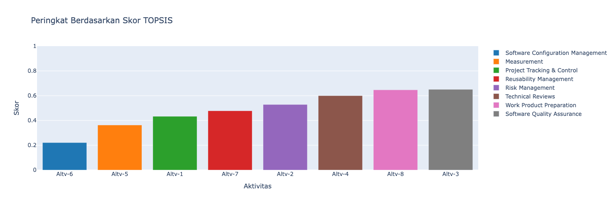 Peringkat Berdasarkan Skor TOPSIS
Skor
1
0.8
0.6
0.4
0.2
0
Altv-6 Altv-5 Altv-1 Altv-7 Altv-2 Altv-4 Altv-8 Altv-3
Aktivitas
Software Configuration Management
Measurement
Project Tracking & Control
Reusability Management
Risk Management
Technical Reviews
Work Product Preparation
Software Quality Assurance